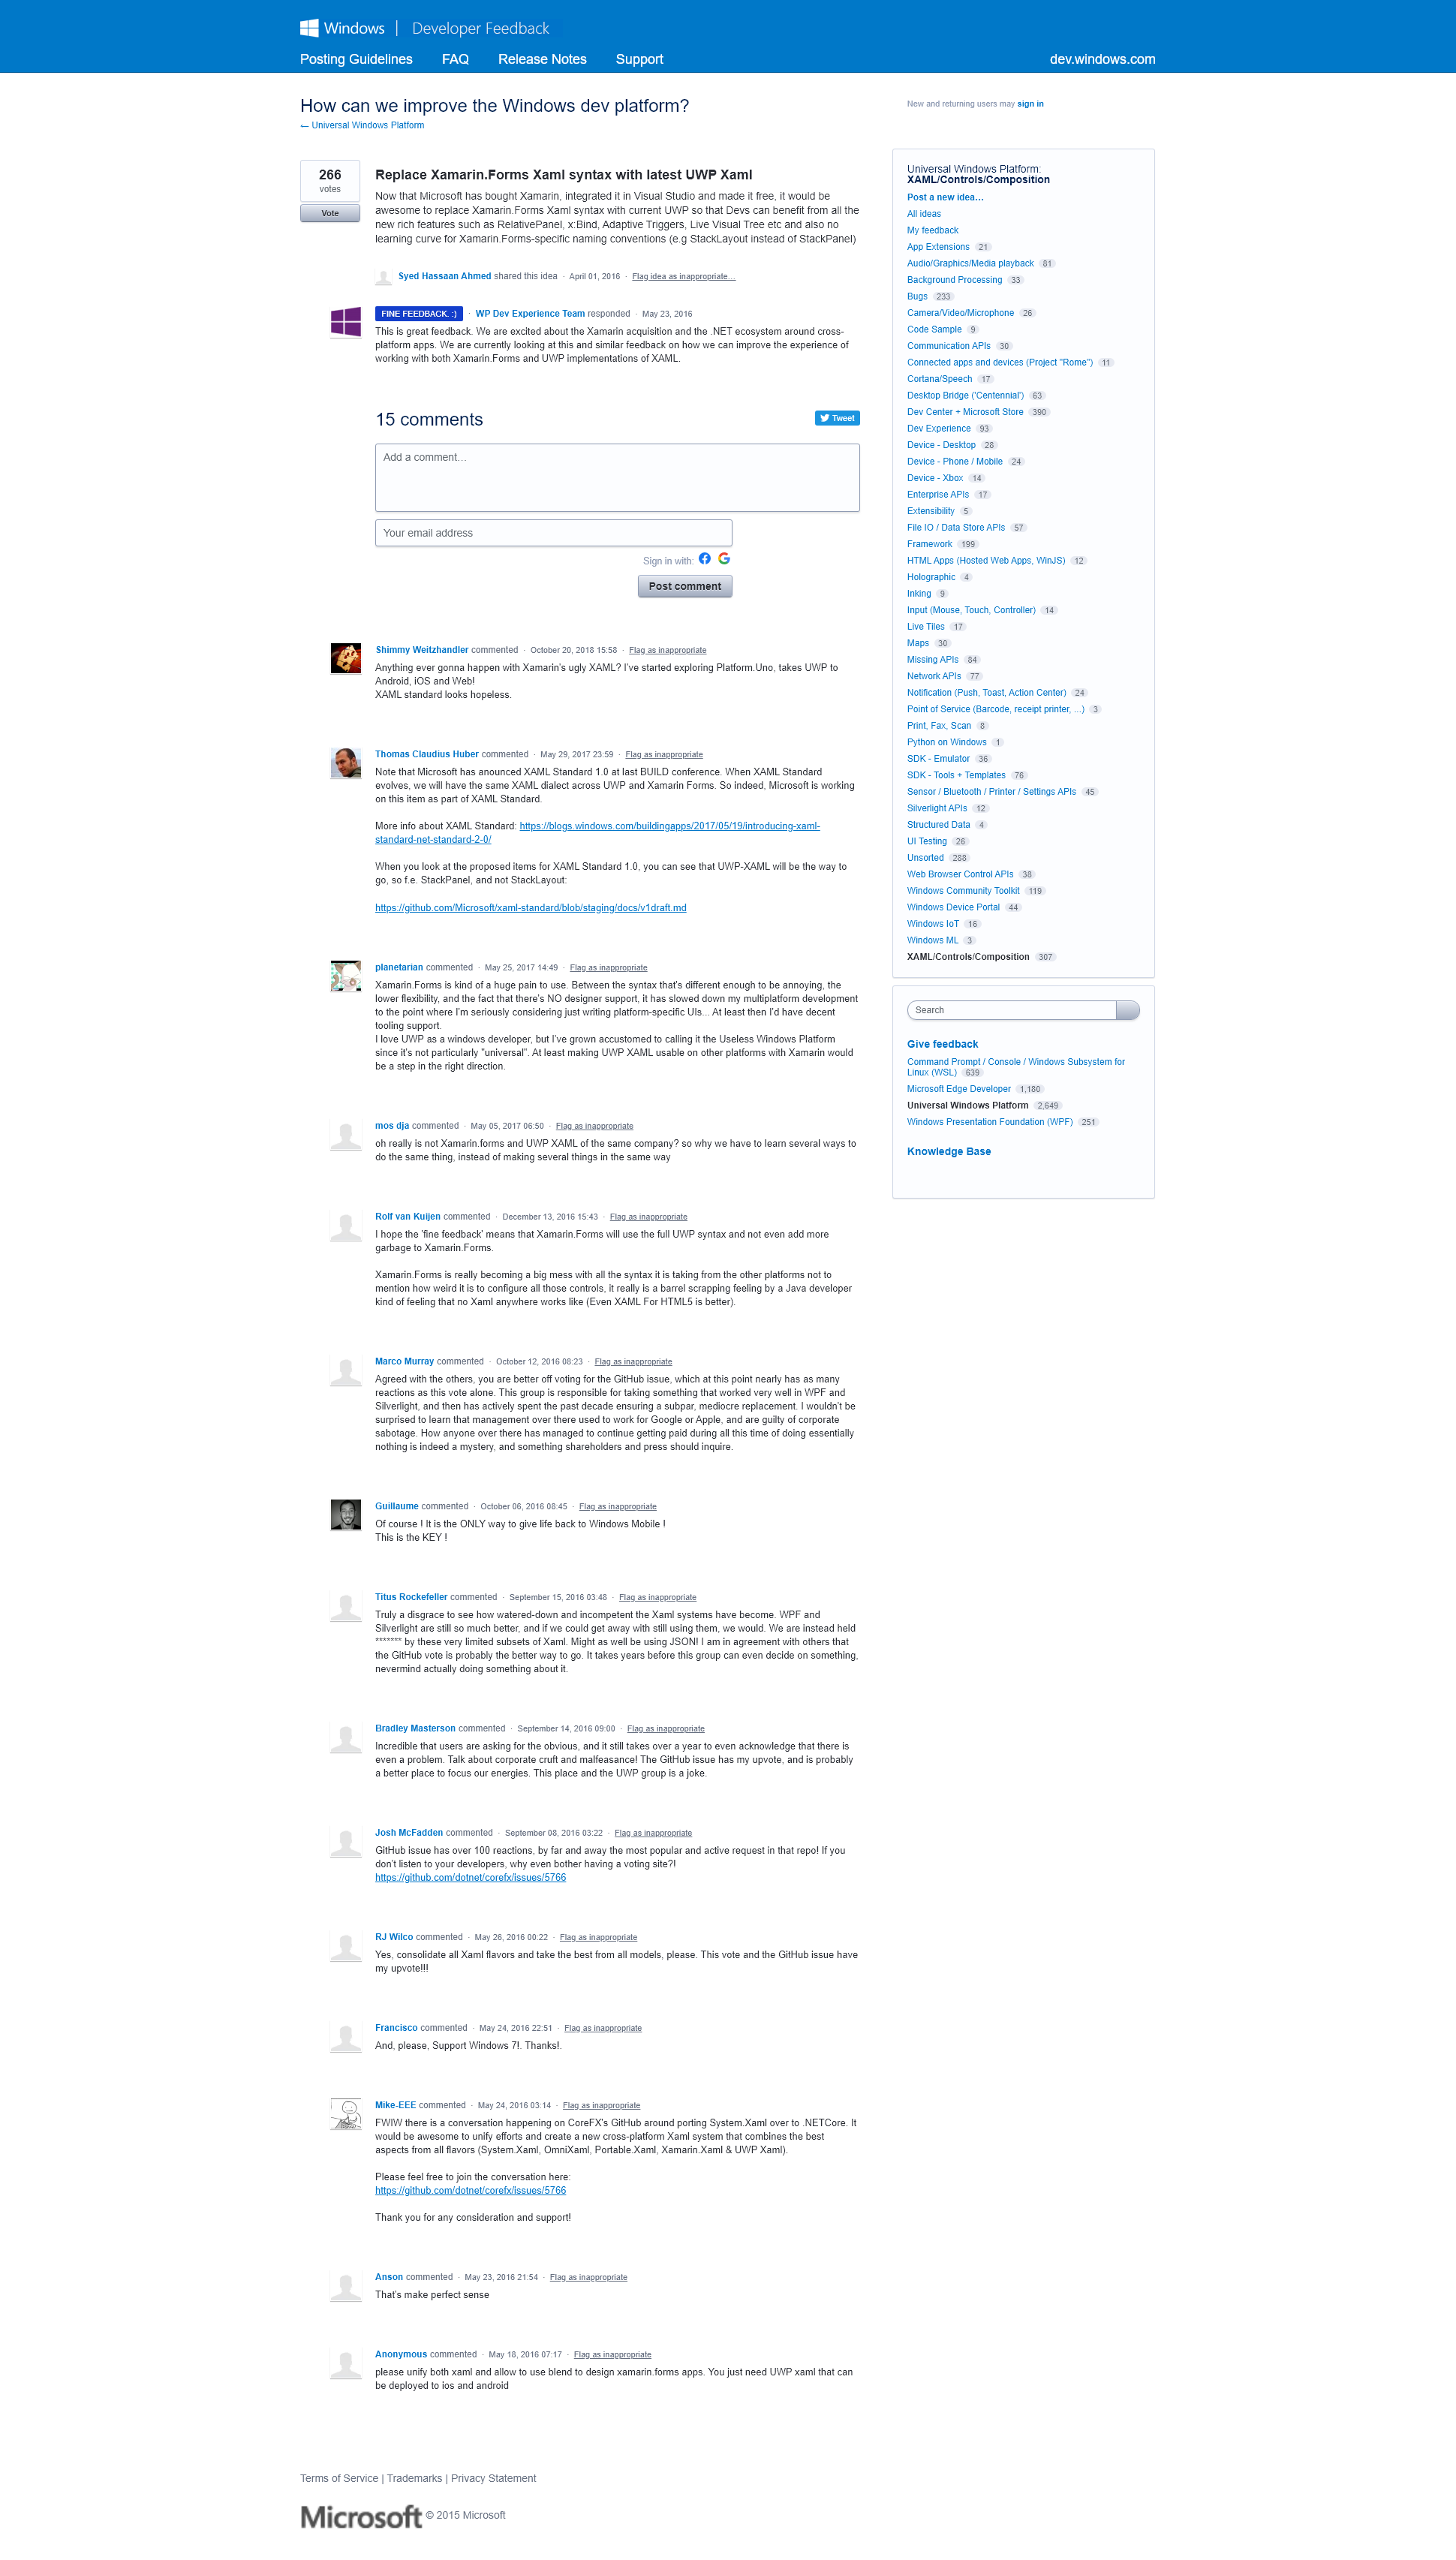 Windows | Developer Feedback
Posting Guidelines FAQ Release Notes Support dev.windows.com
How can we improve the Windows dev platform?
← Universal Windows Platform
New and returning users may sign in
266
votes
Vote
Replace Xamarin.Forms Xaml syntax with latest UWP Xaml
Now that Microsoft has bought Xamarin, integrated it in Visual Studio and made it free, it would be
awesome to replace Xamarin.Forms Xaml syntax with current UWP so that Devs can benefit from all the
new rich features such as RelativePanel, x:Bind, Adaptive Triggers, Live Visual Tree etc and also no
learning curve for Xamarin.Forms-specific naming conventions (e.g StackLayout instead of StackPanel)
Syed Hassaan Ahmed shared this idea · April 01, 2016 · Flag idea as inappropriate…
FINE FEEDBACK. :) · WP Dev Experience Team responded · May 23, 2016
This is great feedback. We are excited about the Xamarin acquisition and the .NET ecosystem around cross-
platform apps. We are currently looking at this and similar feedback on how we can improve the experience of
working with both Xamarin.Forms and UWP implementations of XAML.
15 comments
Tweet
Add a comment…
Your email address
Sign in with:
Post comment
Shimmy Weitzhandler commented · October 20, 2018 15:58 · Flag as inappropriate
Anything ever gonna happen with Xamarin's ugly XAML? I've started exploring Platform.Uno, takes UWP to
Android, iOS and Web!
XAML standard looks hopeless.
Thomas Claudius Huber commented · May 29, 2017 23:59 · Flag as inappropriate
Note that Microsoft has anounced XAML Standard 1.0 at last BUILD conference. When XAML Standard
evolves, we will have the same XAML dialect across UWP and Xamarin Forms. So indeed, Microsoft is working
on this item as part of XAML Standard.
More info about XAML Standard: https://blogs.windows.com/buildingapps/2017/05/19/introducing-xaml-
standard-net-standard-2-0/
When you look at the proposed items for XAML Standard 1.0, you can see that UWP-XAML will be the way to
go, so f.e. StackPanel, and not StackLayout:
https://github.com/Microsoft/xaml-standard/blob/staging/docs/v1draft.md
planetarian commented · May 25, 2017 14:49 · Flag as inappropriate
Xamarin.Forms is kind of a huge pain to use. Between the syntax that's different enough to be annoying, the
lower flexibility, and the fact that there's NO designer support, it has slowed down my multiplatform development
to the point where I'm seriously considering just writing platform-specific UIs... At least then I'd have decent
tooling support.
I love UWP as a windows developer, but I've grown accustomed to calling it the Useless Windows Platform
since it's not particularly "universal". At least making UWP XAML usable on other platforms with Xamarin would
be a step in the right direction.
mos dja commented · May 05, 2017 06:50 · Flag as inappropriate
oh really is not Xamarin.forms and UWP XAML of the same company? so why we have to learn several ways to
do the same thing, instead of making several things in the same way
Rolf van Kuijen commented · December 13, 2016 15:43 · Flag as inappropriate
I hope the 'fine feedback' means that Xamarin.Forms will use the full UWP syntax and not even add more
garbage to Xamarin.Forms.
Xamarin.Forms is really becoming a big mess with all the syntax it is taking from the other platforms not to
mention how weird it is to configure all those controls, it really is a barrel scrapping feeling by a Java developer
kind of feeling that no Xaml anywhere works like (Even XAML For HTML5 is better).
Marco Murray commented · October 12, 2016 08:23 · Flag as inappropriate
Agreed with the others, you are better off voting for the GitHub issue, which at this point nearly has as many
reactions as this vote alone. This group is responsible for taking something that worked very well in WPF and
Silverlight, and then has actively spent the past decade ensuring a subpar, mediocre replacement. I wouldn't be
surprised to learn that management over there used to work for Google or Apple, and are guilty of corporate
sabotage. How anyone over there has managed to continue getting paid during all this time of doing essentially
nothing is indeed a mystery, and something shareholders and press should inquire.
Guillaume commented · October 06, 2016 08:45 · Flag as inappropriate
Of course ! It is the ONLY way to give life back to Windows Mobile !
This is the KEY !
Titus Rockefeller commented · September 15, 2016 03:48 · Flag as inappropriate
Truly a disgrace to see how watered-down and incompetent the Xaml systems have become. WPF and
Silverlight are still so much better, and if we could get away with still using them, we would. We are instead held
******* by these very limited subsets of Xaml. Might as well be using JSON! I am in agreement with others that
the GitHub vote is probably the better way to go. It takes years before this group can even decide on something,
nevermind actually doing something about it.
Bradley Masterson commented · September 14, 2016 09:00 · Flag as inappropriate
Incredible that users are asking for the obvious, and it still takes over a year to even acknowledge that there is
even a problem. Talk about corporate cruft and malfeasance! The GitHub issue has my upvote, and is probably
a better place to focus our energies. This place and the UWP group is a joke.
Josh McFadden commented · September 08, 2016 03:22 · Flag as inappropriate
GitHub issue has over 100 reactions, by far and away the most popular and active request in that repo! If you
don't listen to your developers, why even bother having a voting site?!
https://github.com/dotnet/corefx/issues/5766
RJ Wilco commented · May 26, 2016 00:22 · Flag as inappropriate
Yes, consolidate all Xaml flavors and take the best from all models, please. This vote and the GitHub issue have
my upvote!!!
Francisco commented · May 24, 2016 22:51 · Flag as inappropriate
And, please, Support Windows 7!. Thanks!.
Mike-EEE commented · May 24, 2016 03:14 · Flag as inappropriate
FWIW there is a conversation happening on CoreFX's GitHub around porting System.Xaml over to .NETCore. It
would be awesome to unify efforts and create a new cross-platform Xaml system that combines the best
aspects from all flavors (System.Xaml, OmniXaml, Portable.Xaml, Xamarin.Xaml & UWP Xaml).
Please feel free to join the conversation here:
https://github.com/dotnet/corefx/issues/5766
Thank you for any consideration and support!
Anson commented · May 23, 2016 21:54 · Flag as inappropriate
That's make perfect sense
Anonymous commented · May 18, 2016 07:17 · Flag as inappropriate
please unify both xaml and allow to use blend to design xamarin.forms apps. You just need UWP xaml that can
be deployed to ios and android
Universal Windows Platform:
XAML/Controls/Composition
Post a new idea…
All ideas
My feedback
App Extensions 21
Audio/Graphics/Media playback 81
Background Processing 33
Bugs 233
Camera/Video/Microphone 26
Code Sample 9
Communication APIs 30
Connected apps and devices (Project "Rome") 11
Cortana/Speech 17
Desktop Bridge ('Centennial') 63
Dev Center + Microsoft Store 390
Dev Experience 93
Device - Desktop 28
Device - Phone / Mobile 24
Device - Xbox 14
Enterprise APIs 17
Extensibility 5
File IO / Data Store APIs 57
Framework 199
HTML Apps (Hosted Web Apps, WinJS) 12
Holographic 4
Inking 9
Input (Mouse, Touch, Controller) 14
Live Tiles 17
Maps 30
Missing APIs 84
Network APIs 77
Notification (Push, Toast, Action Center) 24
Point of Service (Barcode, receipt printer, ...) 3
Print, Fax, Scan 8
Python on Windows 1
SDK - Emulator 36
SDK - Tools + Templates 76
Sensor / Bluetooth / Printer / Settings APIs 45
Silverlight APIs 12
Structured Data 4
UI Testing 26
Unsorted 288
Web Browser Control APIs 38
Windows Community Toolkit 119
Windows Device Portal 44
Windows IoT 16
Windows ML 3
XAML/Controls/Composition 307
Search
Give feedback
Command Prompt / Console / Windows Subsystem for
Linux (WSL) 639
Microsoft Edge Developer 1,180
Universal Windows Platform 2,649
Windows Presentation Foundation (WPF) 251
Knowledge Base
Terms of Service | Trademarks | Privacy Statement
Microsoft © 2015 Microsoft